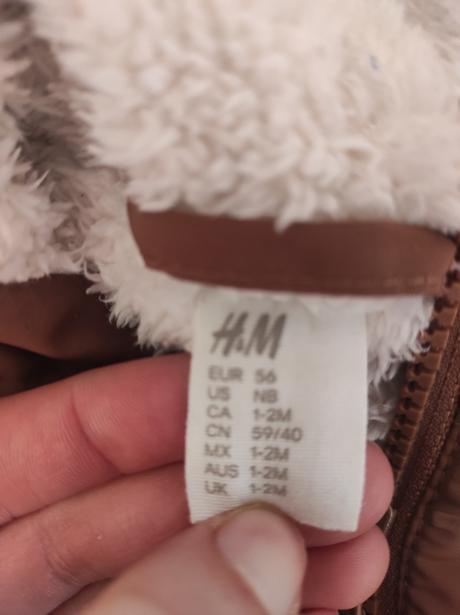 H&M
EUR 56
US NB
CA 1-2M
CN 59/40
MX 1-2M
AUS 1-2M
UK 1-2M